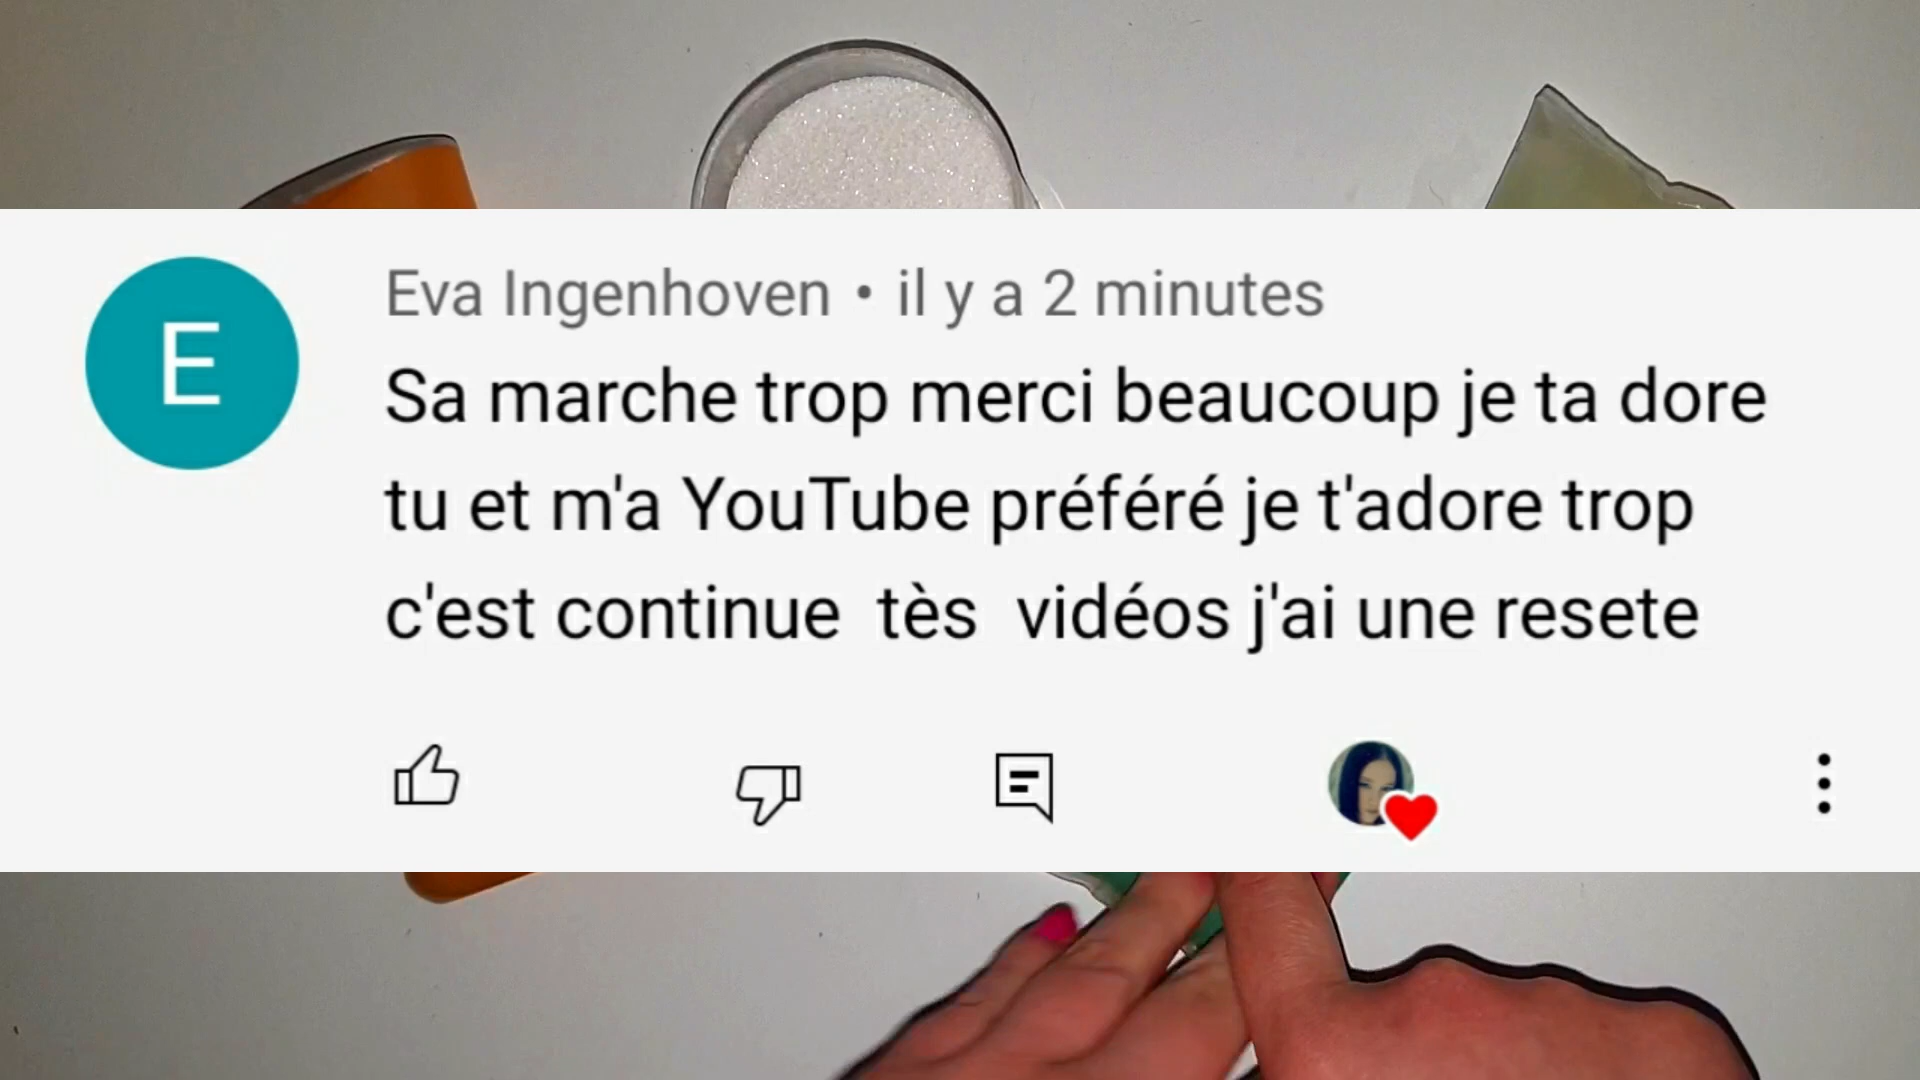 E
Eva Ingenhoven • il y a 2 minutes
Sa marche trop merci beaucoup je ta dore
tu et m'a YouTube préféré je t'adore trop
c'est continue tès vidéos j'ai une resete